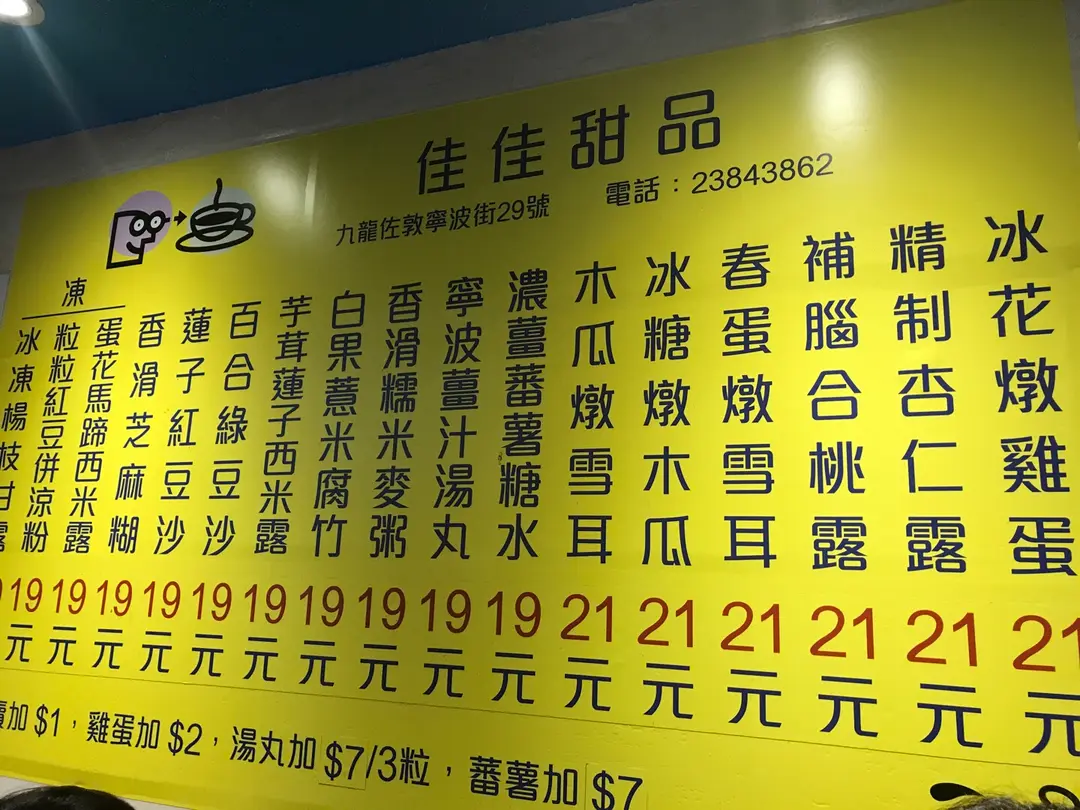 佳佳甜品
九龍佐敦寧波街29號
電話：23843862
冰花燉雞蛋 21元
精制杏仁露 21元
補腦合桃露 21元
春蛋燉雪耳 21元
冰糖燉木瓜 21元
木瓜燉雪耳 21元
濃薑蕃薯糖水 19元
寧波薑汁湯丸 19元
香滑糯米麥粥 19元
白果薏米腐竹 19元
芋茸蓮子西米露 19元
百合綠豆沙 19元
蓮子紅豆沙 19元
香滑芝麻糊 19元
蛋花馬蹄西米露 19元
凍
粒粒紅豆併涼粉 19元
冰凍楊枝甘露
加 $1，雞蛋加 $2，湯丸加 $7/3粒，蕃薯加 $7